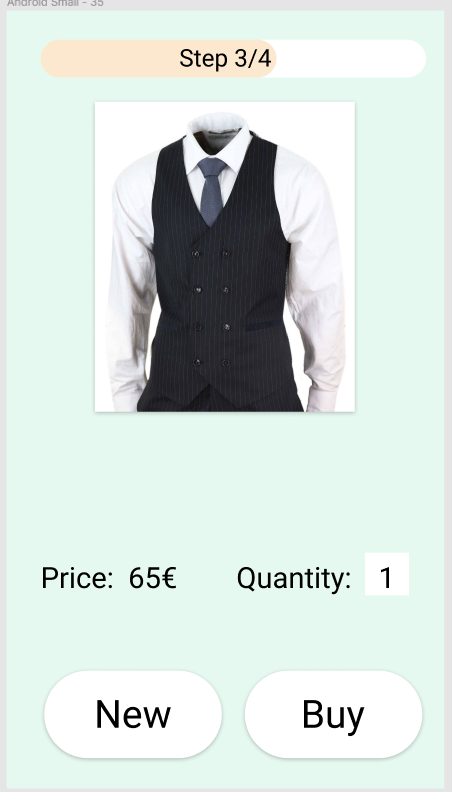 Android Small - 35
Step 3/4
Price: 65€ Quantity: 1
New Buy